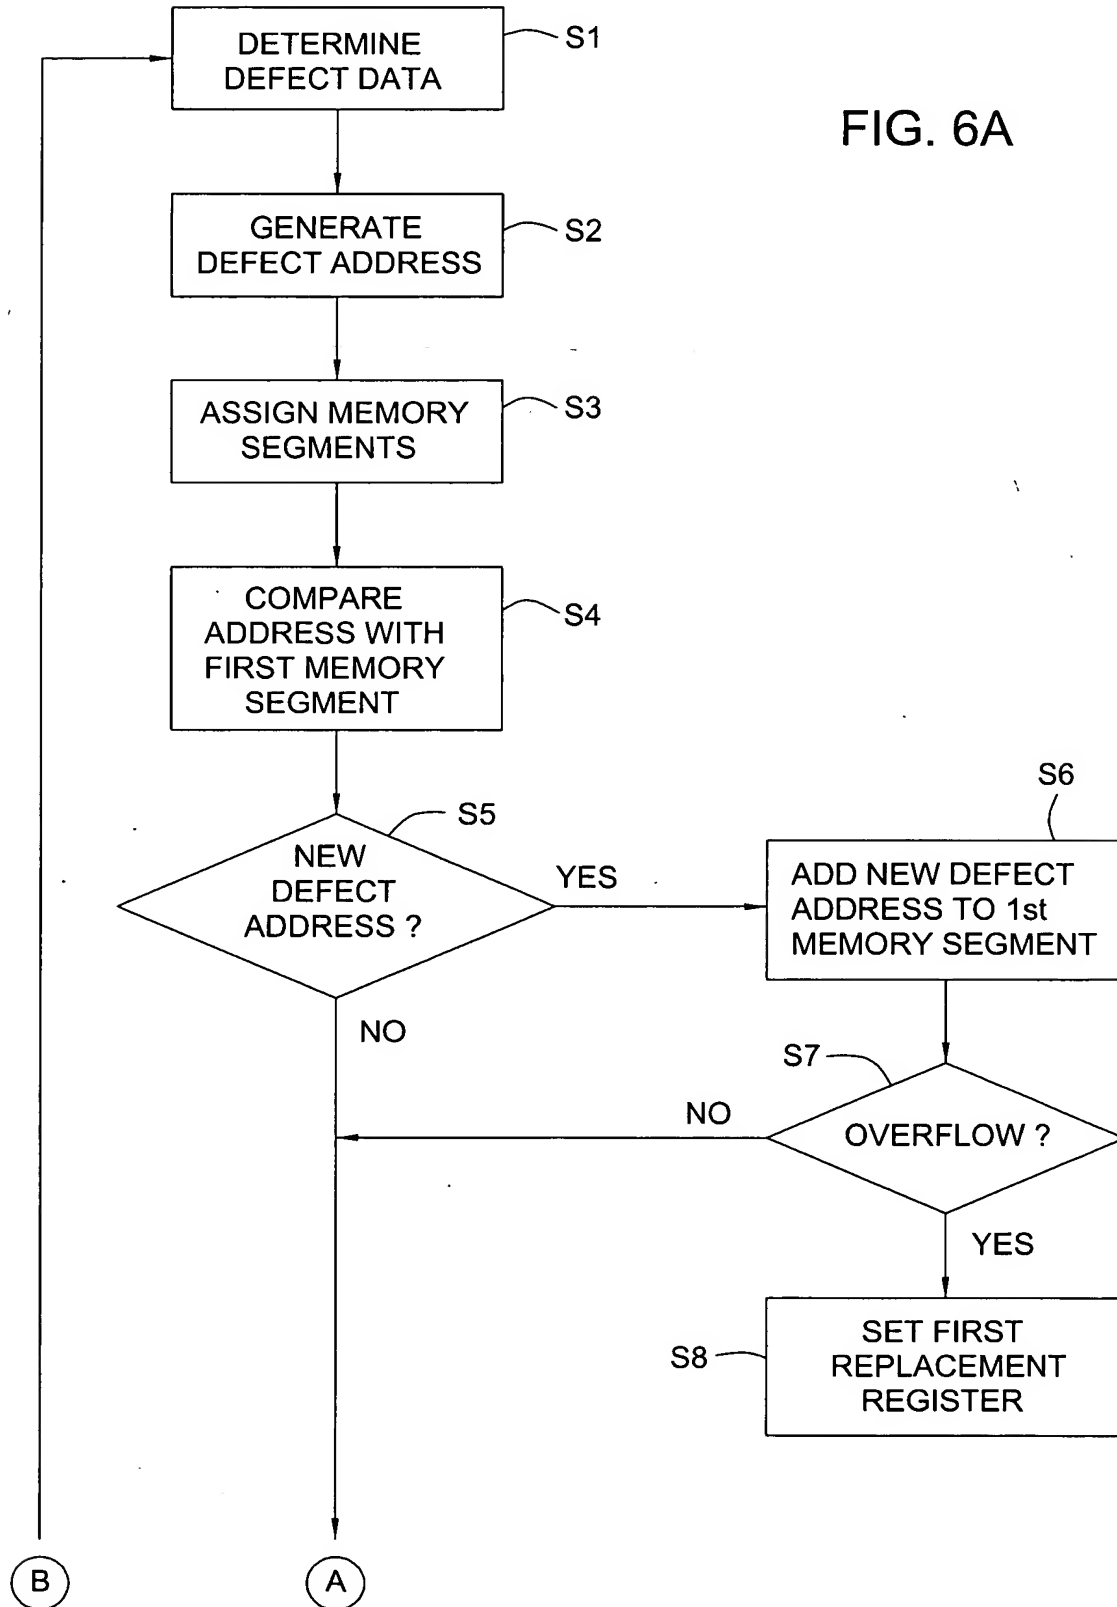 DETERMINE
DEFECT DATA
S1
FIG. 6A
GENERATE
DEFECT ADDRESS
S2
ASSIGN MEMORY
SEGMENTS
S3
COMPARE
ADDRESS WITH
FIRST MEMORY
SEGMENT
S4
S5
NEW
DEFECT
ADDRESS ?
YES
S6
ADD NEW DEFECT
ADDRESS TO 1st
MEMORY SEGMENT
NO
S7
NO
OVERFLOW ?
YES
S8
SET FIRST
REPLACEMENT
REGISTER
B
A